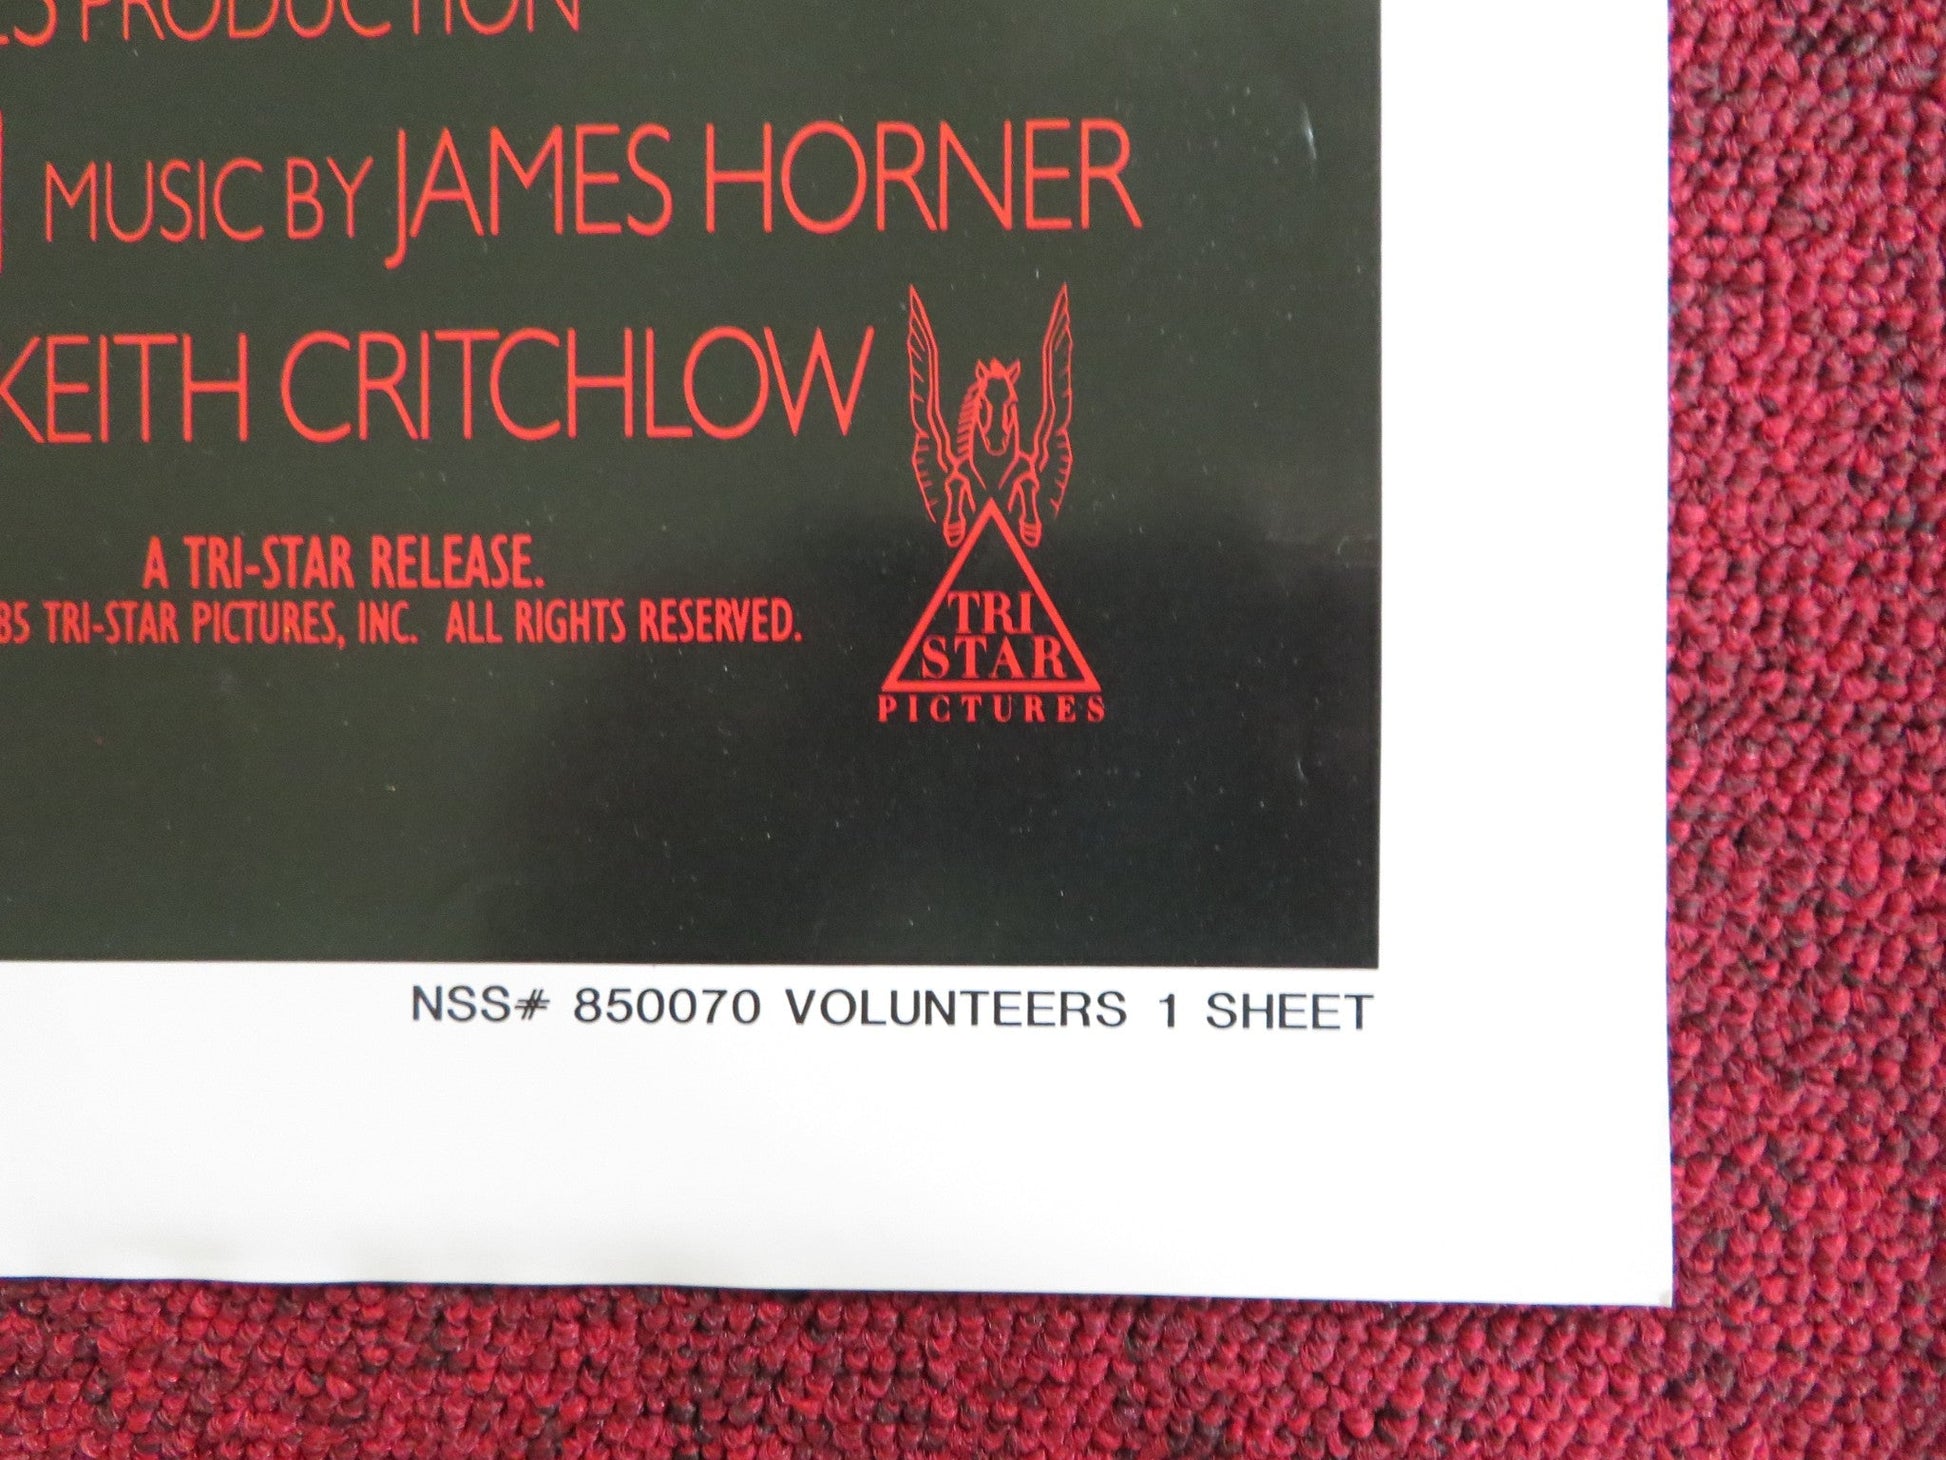 PRODUCTION
MUSIC BY JAMES HORNER
KEITH CRITCHLOW
A TRI-STAR RELEASE.
85 TRI-STAR PICTURES, INC. ALL RIGHTS RESERVED.
TRI
STAR
PICTURES
NSS# 850070 VOLUNTEERS 1 SHEET